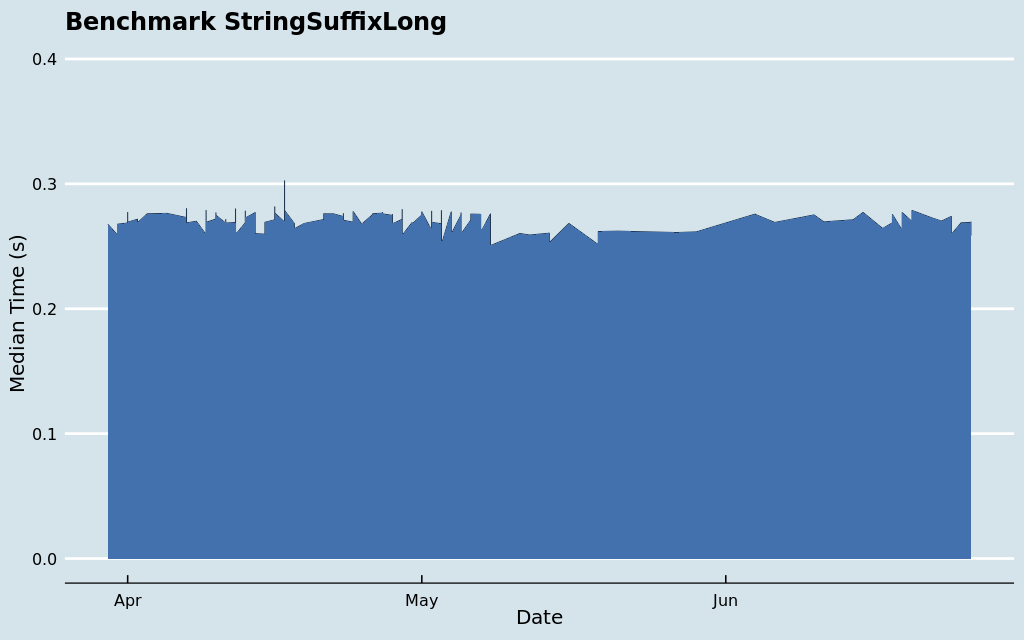 Benchmark StringSuffixLong
0.4
0.3
0.2
0.1
0.0
Median Time (s)
Apr
May
Jun
Date